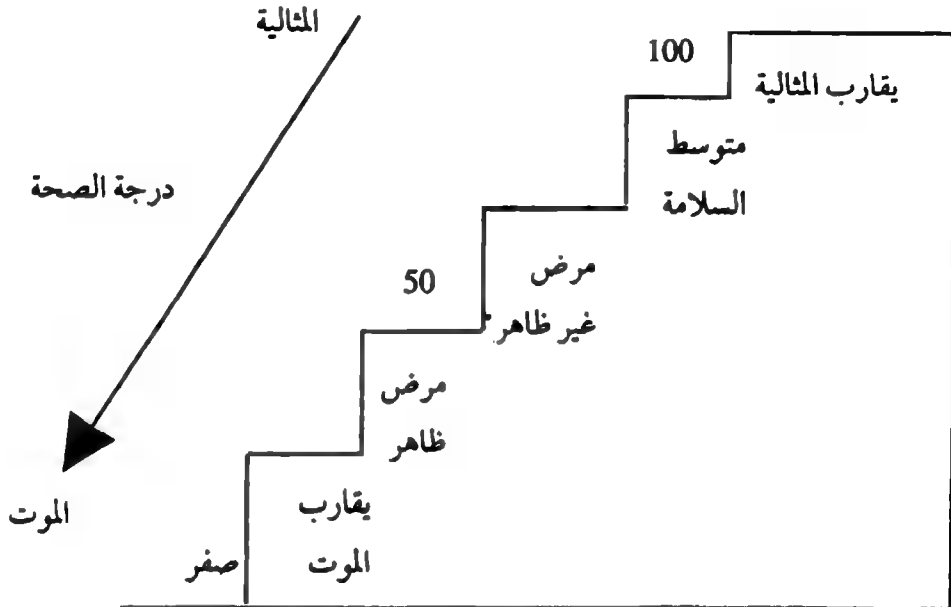 المثالية
100
يقارب المثالية
متوسط
السلامة
درجة الصحة
50
مرض
غير ظاهر
مرض
ظاهر
الموت
يقارب
الموت
صفر